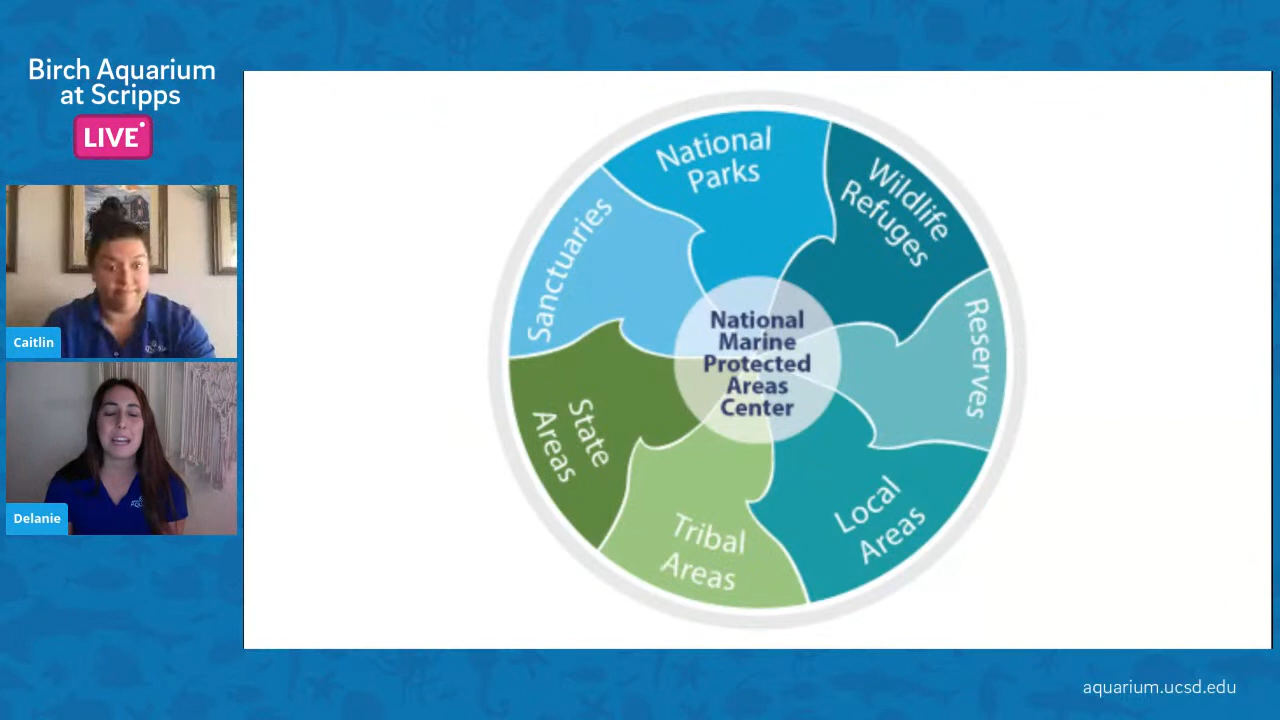 Birch Aquarium
at Scripps
LIVE
Caitlin
Delanie
National
Parks
Wildlife
Refuges
Sanctuaries
Reserves
National
Marine
Protected
Areas
Center
State
Areas
Local
Areas
Tribal
Areas
aquarium.ucsd.edu